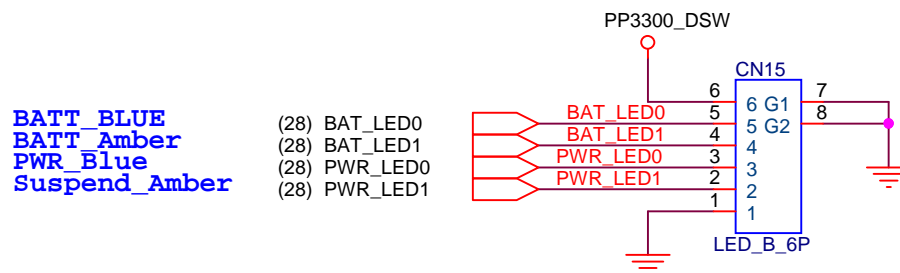 PP3300_DSW
CN15
6 6 G1 7
BATT_BLUE (28) BAT_LED0 BAT_LED0 5 5 G2 8
BATT_Amber (28) BAT_LED1 BAT_LED1 4 4
PWR_Blue (28) PWR_LED0 PWR_LED0 3 3
Suspend_Amber (28) PWR_LED1 PWR_LED1 2 2
1 1
LED_B_6P